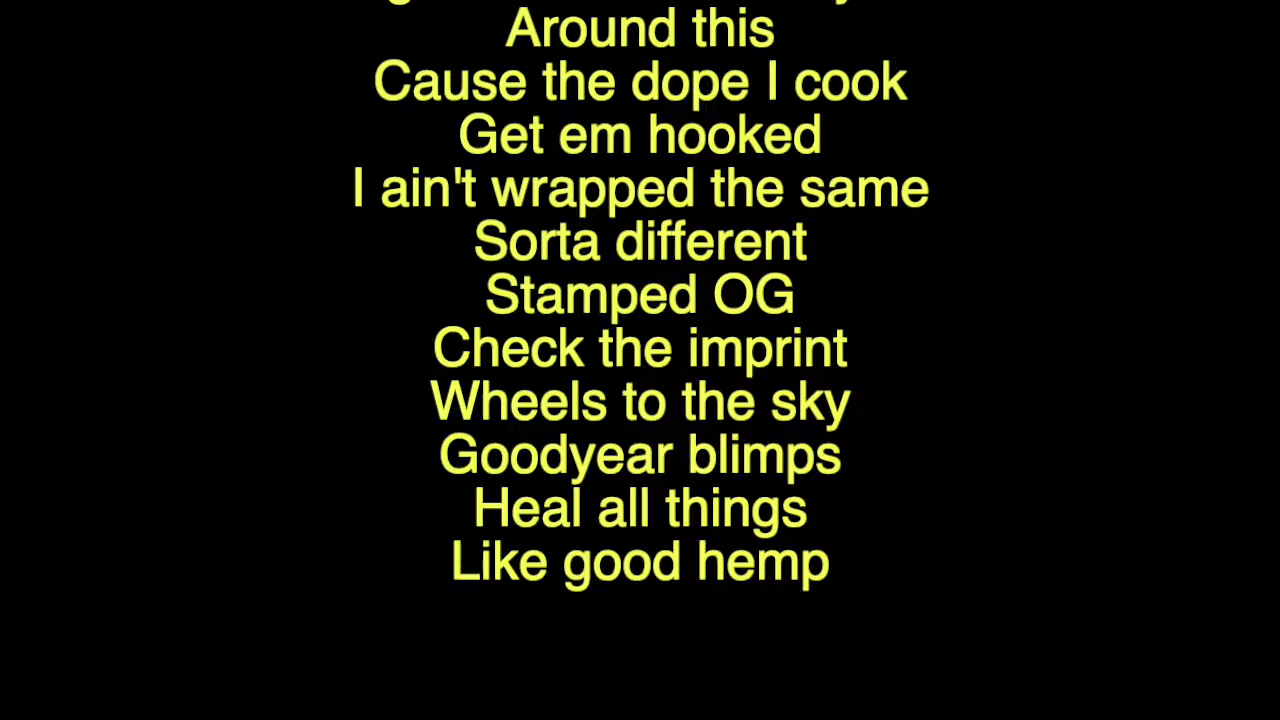 Around this
Cause the dope I cook
Get em hooked
I ain't wrapped the same
Sorta different
Stamped OG
Check the imprint
Wheels to the sky
Goodyear blimps
Heal all things
Like good hemp